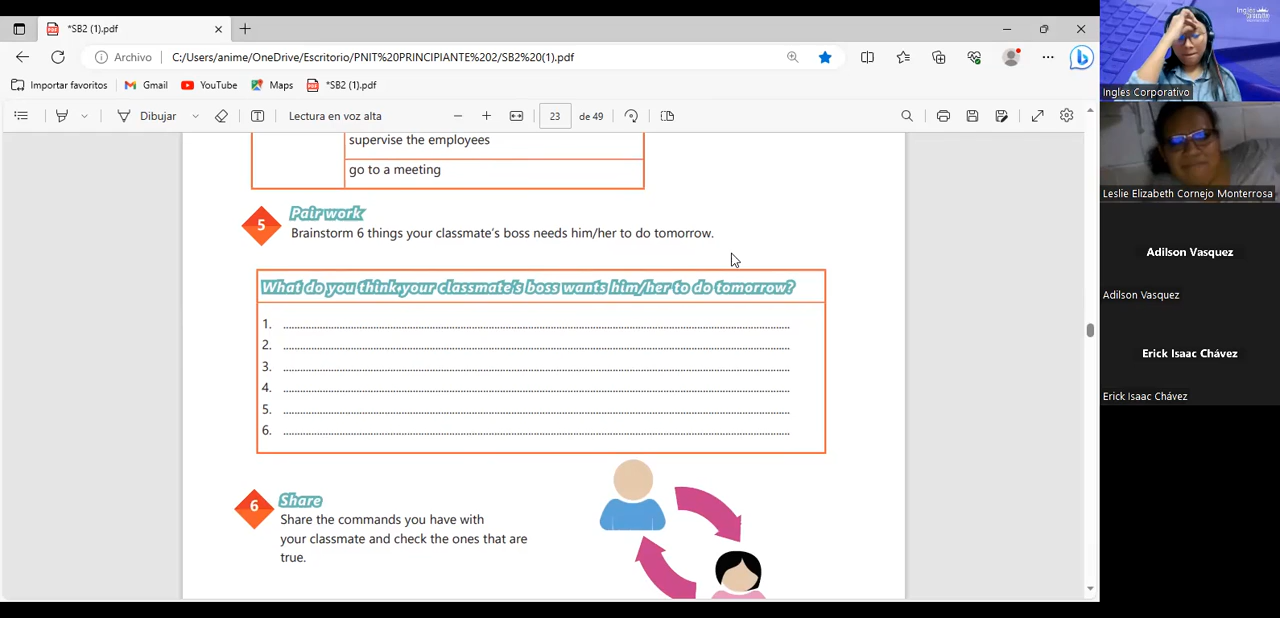 *SB2 (1).pdf
Archivo
C:/Users/anime/OneDrive/Escritorio/PNIT%20PRINCIPIANTE%202/SB2%20(1).pdf
Importar favoritos
Gmail
YouTube
Maps
*SB2 (1).pdf
Dibujar
Lectura en voz alta
23
de 49
supervise the employees
go to a meeting
5
Pair work
Brainstorm 6 things your classmate's boss needs him/her to do tomorrow.
What do you think your classmate's boss wants him/her to do tomorrow?
1.
2.
3.
4.
5.
6.
6
Share
Share the commands you have with
your classmate and check the ones that are
true.
Ingles Corporativo
Leslie Elizabeth Cornejo Monterrosa
Adilson Vasquez
Adilson Vasquez
Erick Isaac Chávez
Erick Isaac Chávez